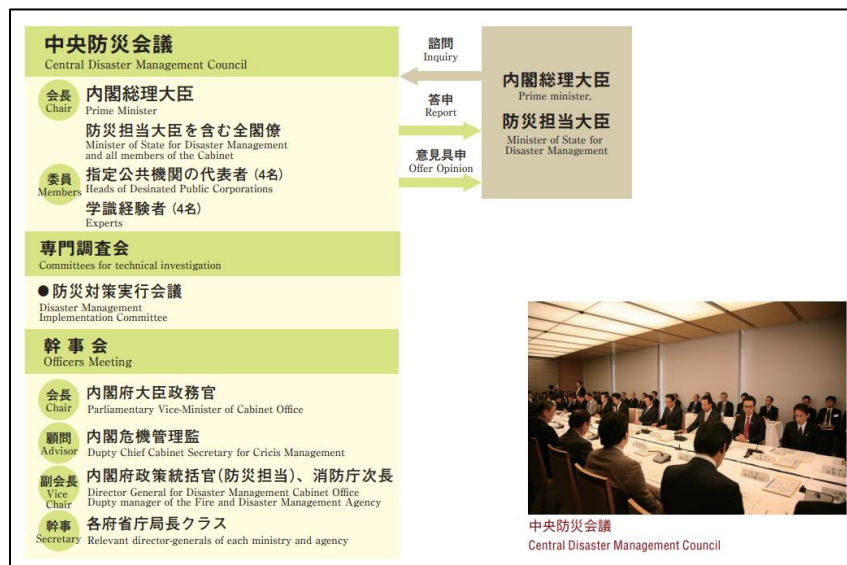 中央防災会議
Central Disaster Management Council
会長
Chair
内閣総理大臣
Prime Minister
防災担当大臣を含む全閣僚
Minister of State for Disaster Management
and all members of the Cabinet
委員
Members
指定公共機関の代表者 (4名)
Heads of Desinated Public Corporations
学識経験者 (4名)
Experts
諮問
Inquiry
答申
Report
意見具申
Offer Opinion
内閣総理大臣
Prime minister,
防災担当大臣
Minister of State for
Disaster Management
専門調査会
Committees for technical investigation
●防災対策実行会議
Disaster Management
Implementation Committee
幹事会
Officers Meeting
会長
Chair
内閣府大臣政務官
Parliamentary Vice-Minister of Cabinet Office
顧問
Advisor
内閣危機管理監
Dupty Chief Cabinet Secretary for Cricis Management
副会長
Vice
Chair
内閣府政策統括官(防災担当)、消防庁次長
Director General for Disaster Management Cabinet Office
Dupty manager of the Fire and Disaster Management Agency
幹事
Secretary
各府省庁局長クラス
Relevant director-generals of each ministry and agency
中央防災会議
Central Disaster Management Council